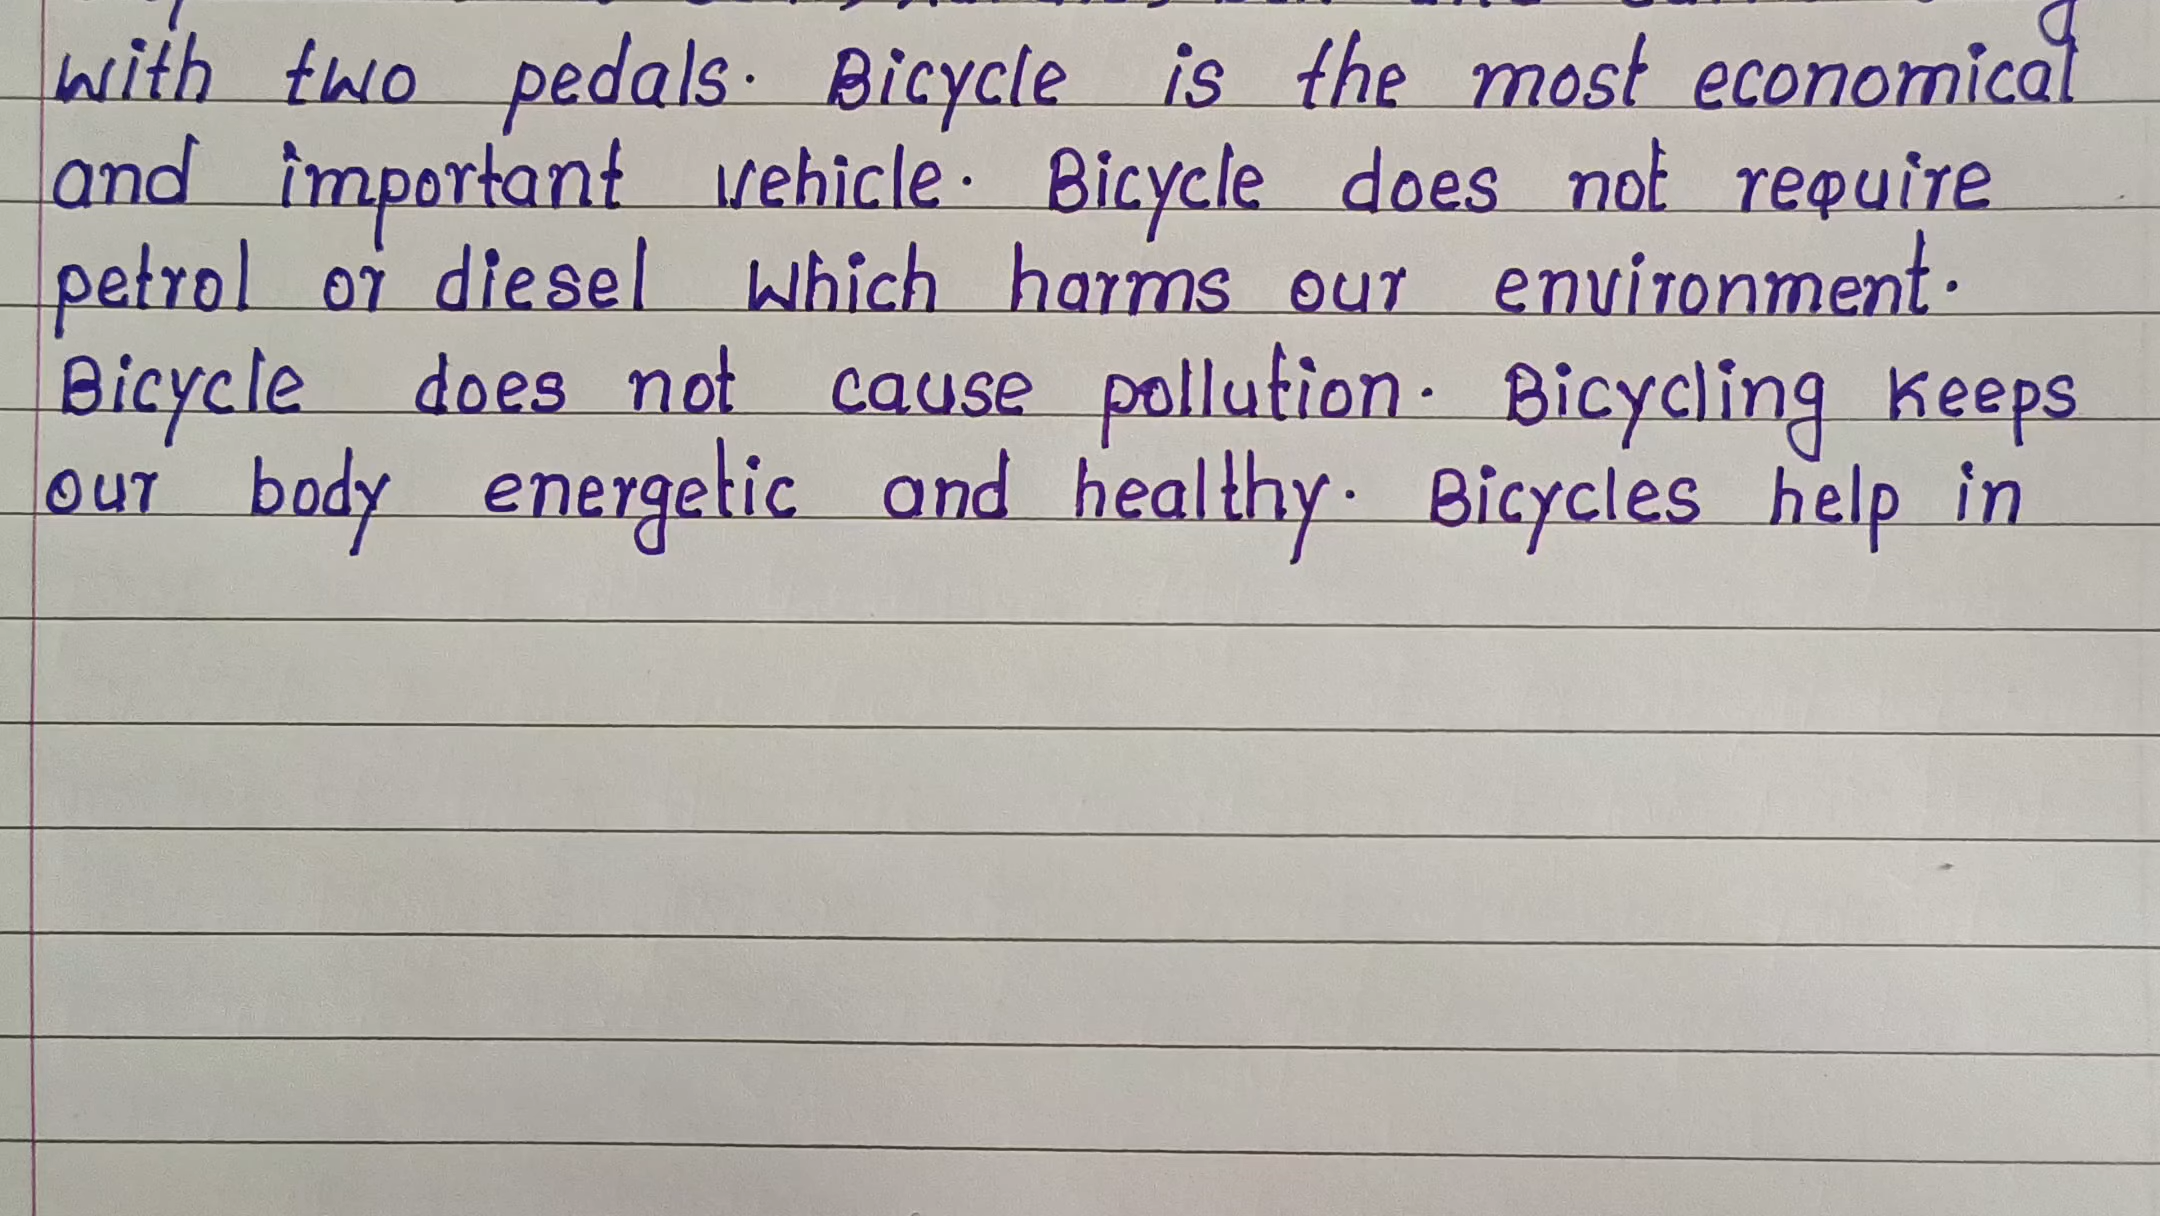 with two pedals. Bicycle is the most economical
and important vehicle. Bicycle does not require
petrol or diesel which harms our environment.
Bicycle does not cause pollution. Bicycling keeps
our body energetic and healthy. Bicycles help in